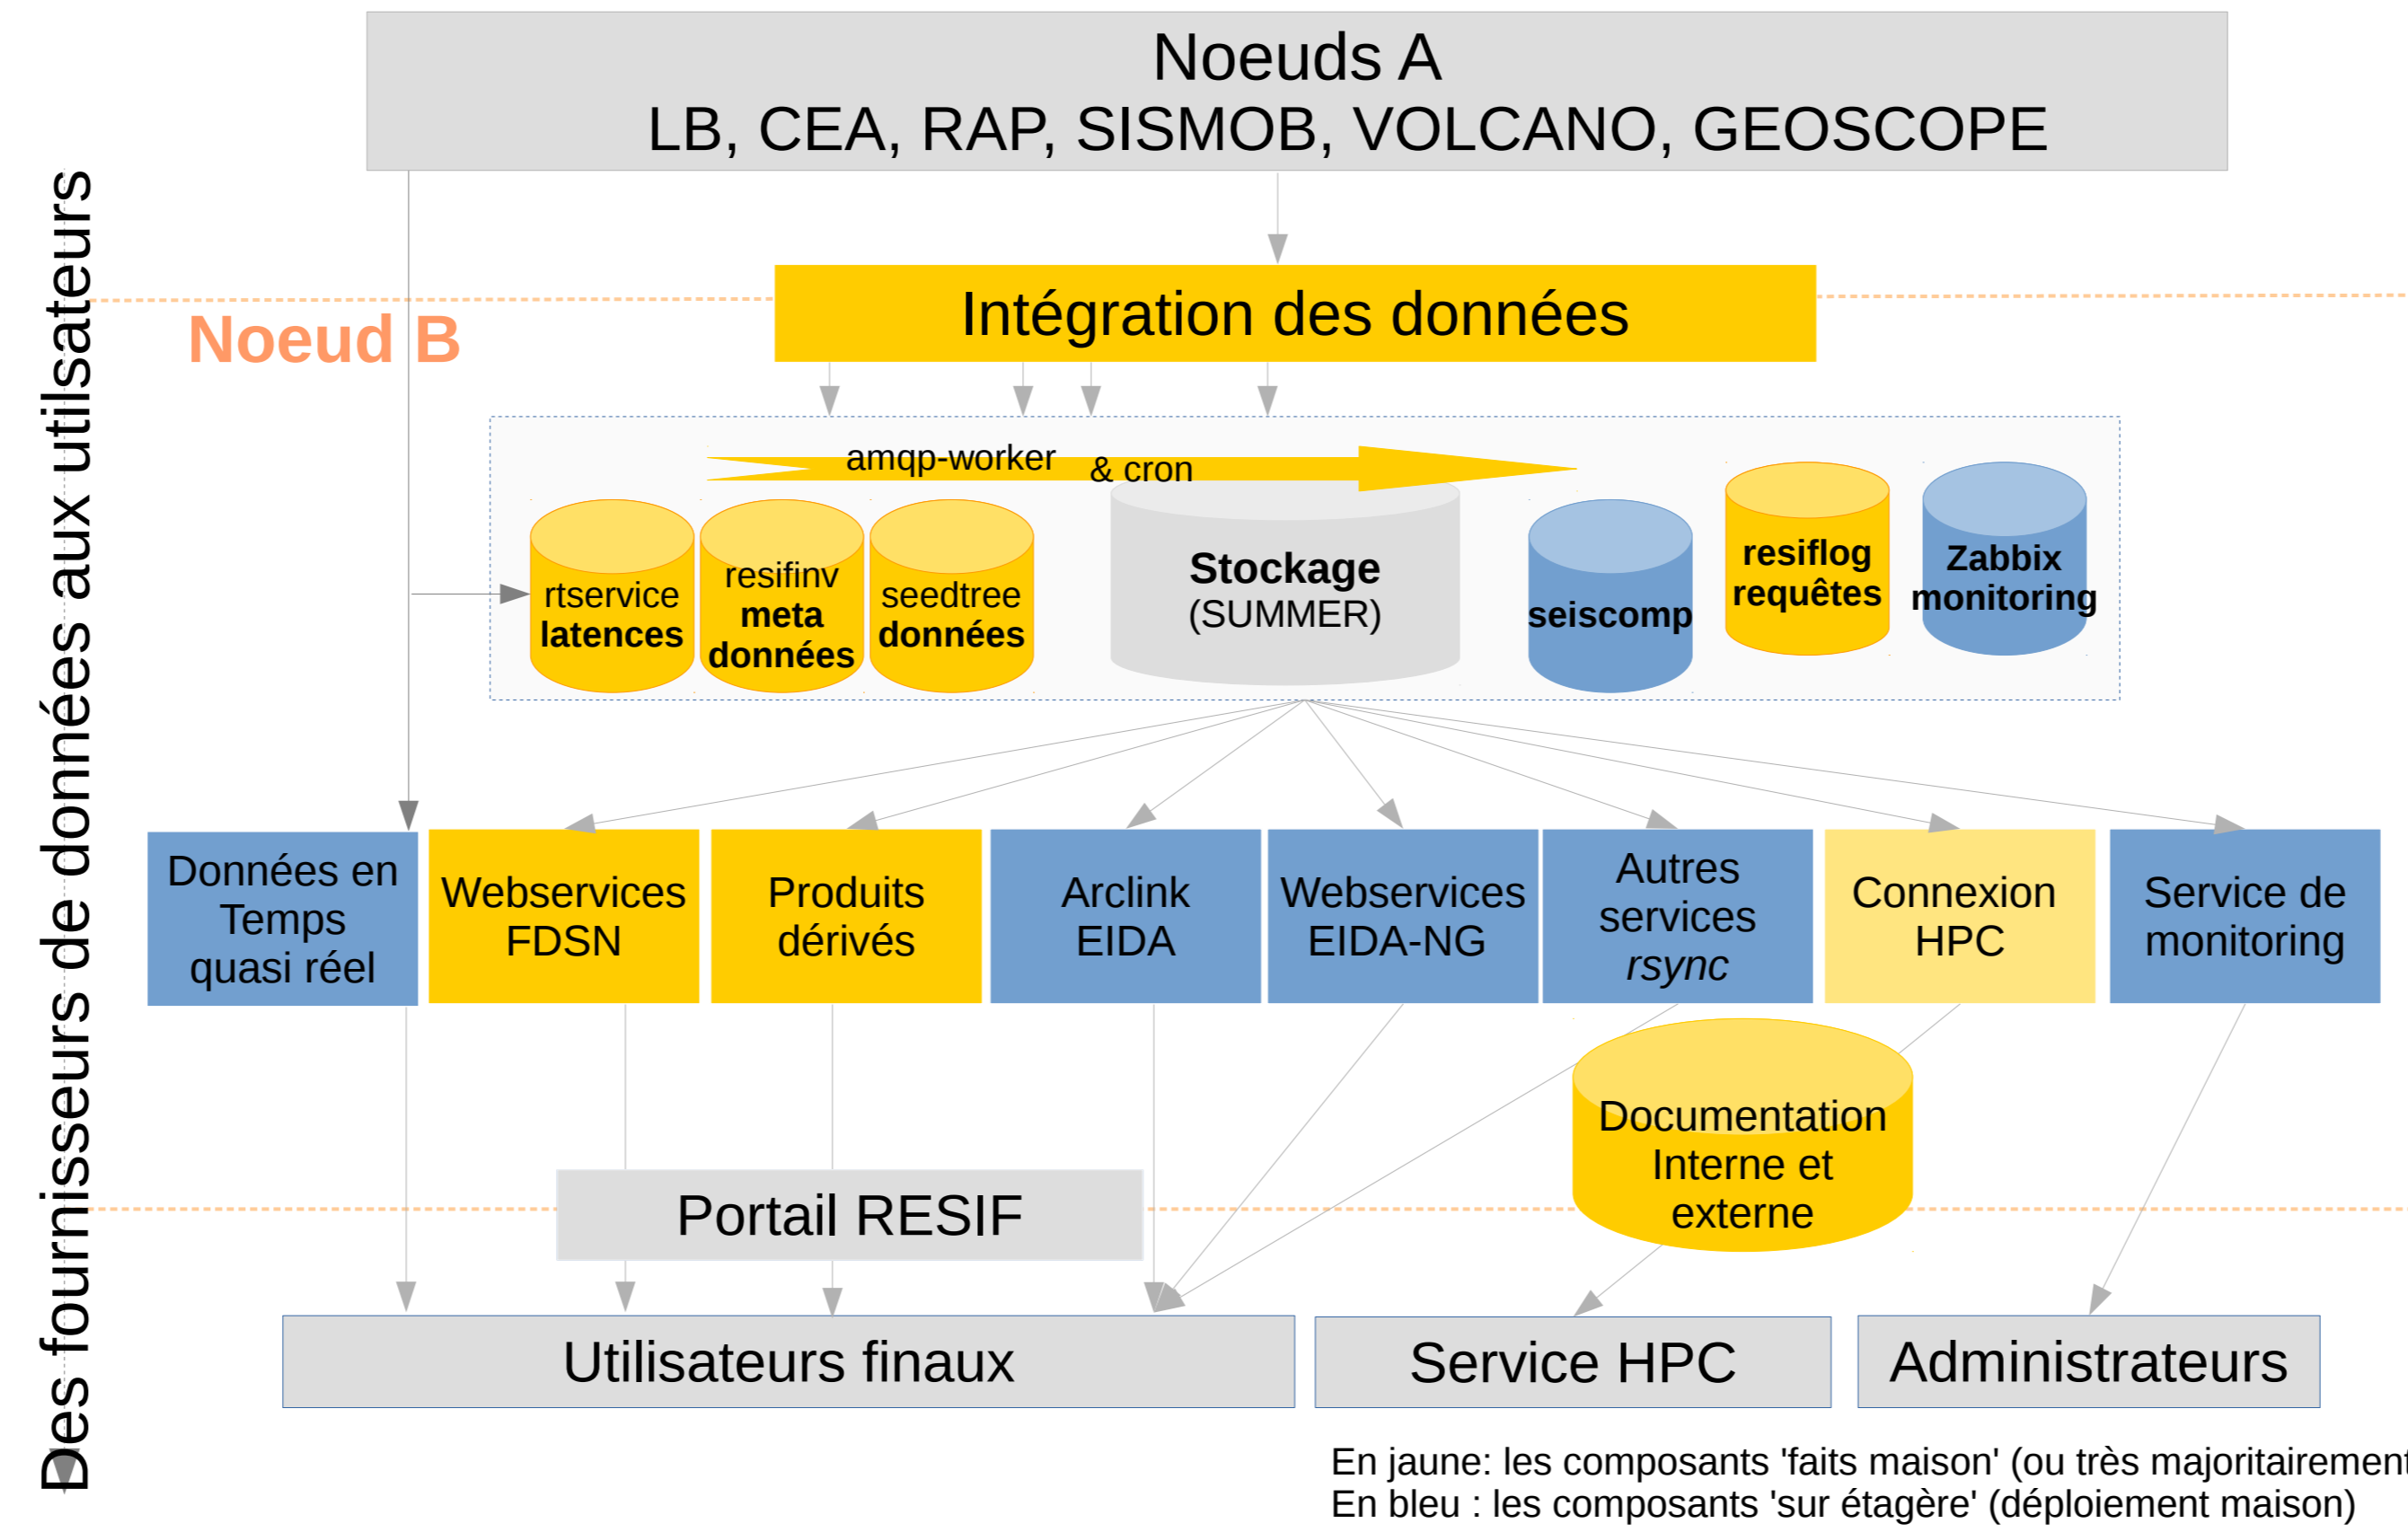 Noeuds A
LB, CEA, RAP, SISMOB, VOLCANO, GEOSCOPE
Des fournisseurs de données aux utilsateurs
Intégration des données
Noeud B
amqp-worker
& cron
rtservice
latences
resifinv
meta
données
seedtree
données
Stockage
(SUMMER)
seiscomp
resiflog
requêtes
Zabbix
monitoring
Données en
Temps
quasi réel
Webservices
FDSN
Produits
dérivés
Arclink
EIDA
Webservices
EIDA-NG
Autres
services
rsync
Connexion
HPC
Service de
monitoring
Documentation
Interne et
externe
Portail RESIF
Utilisateurs finaux
Service HPC
Administrateurs
En jaune: les composants 'faits maison' (ou très majoritairement
En bleu : les composants 'sur étagère' (déploiement maison)